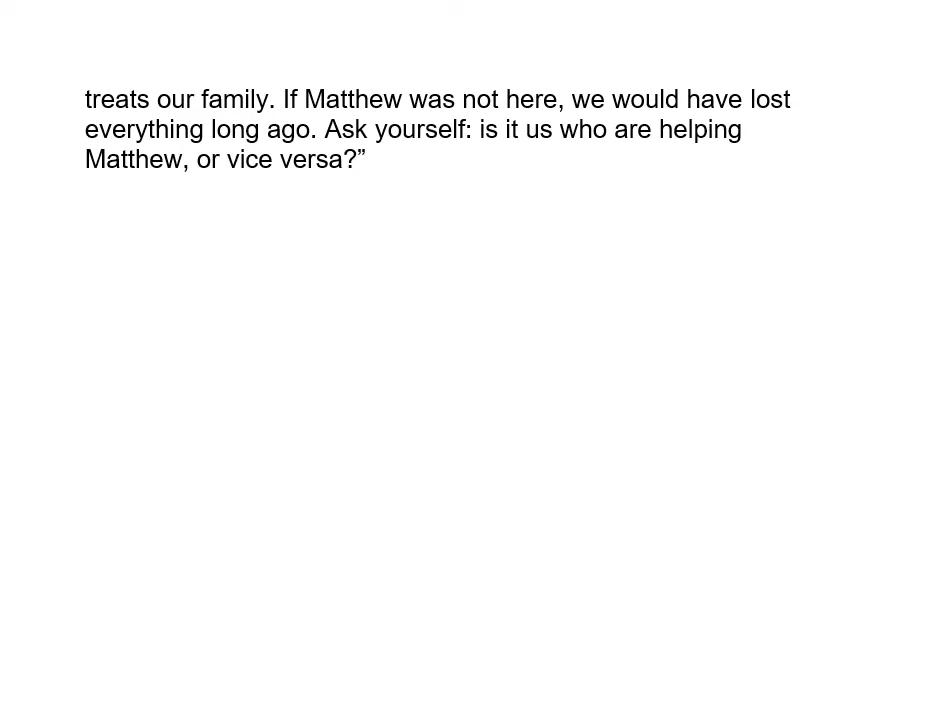 treats our family. If Matthew was not here, we would have lost
everything long ago. Ask yourself: is it us who are helping
Matthew, or vice versa?”